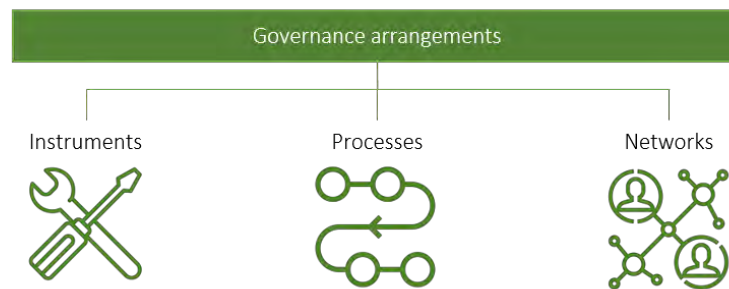 Governance arrangements
Instruments
Processes
Networks